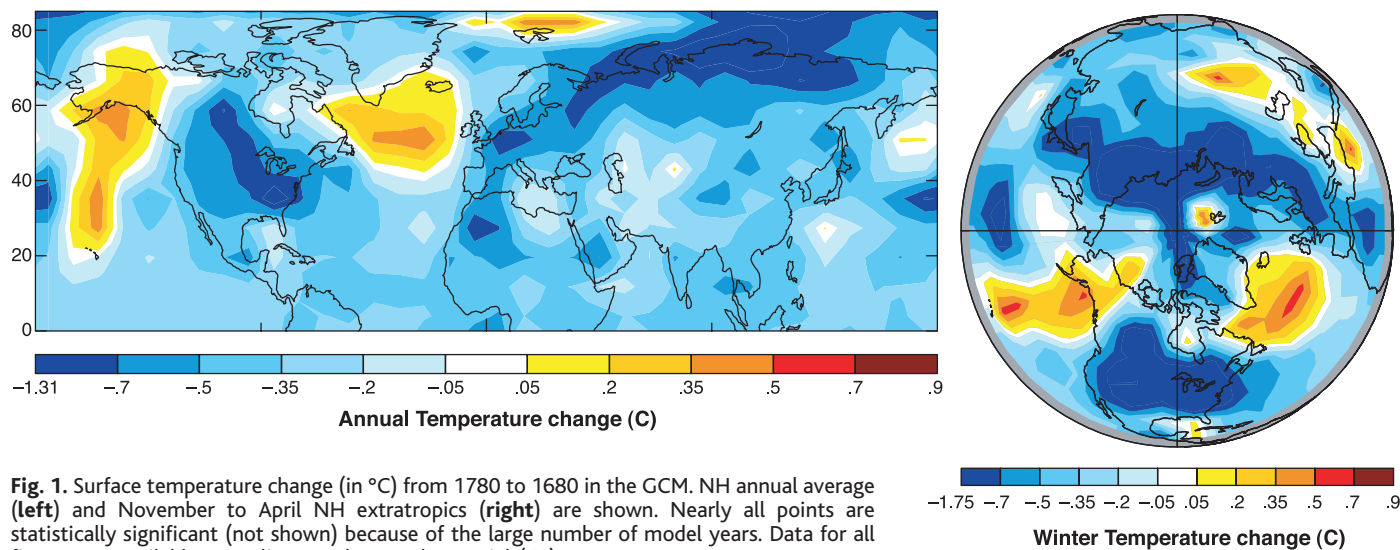 80
60
40
20
0
−1.31 −.7 −.5 −.35 −.2 −.05 .05 .2 .35 .5 .7 .9
Annual Temperature change (C)
−1.75 −.7 −.5 −.35 −.2 −.05 .05 .2 .35 .5 .7 .9
Winter Temperature change (C)
Fig. 1. Surface temperature change (in °C) from 1780 to 1680 in the GCM. NH annual average
(left) and November to April NH extratropics (right) are shown. Nearly all points are
statistically significant (not shown) because of the large number of model years. Data for all